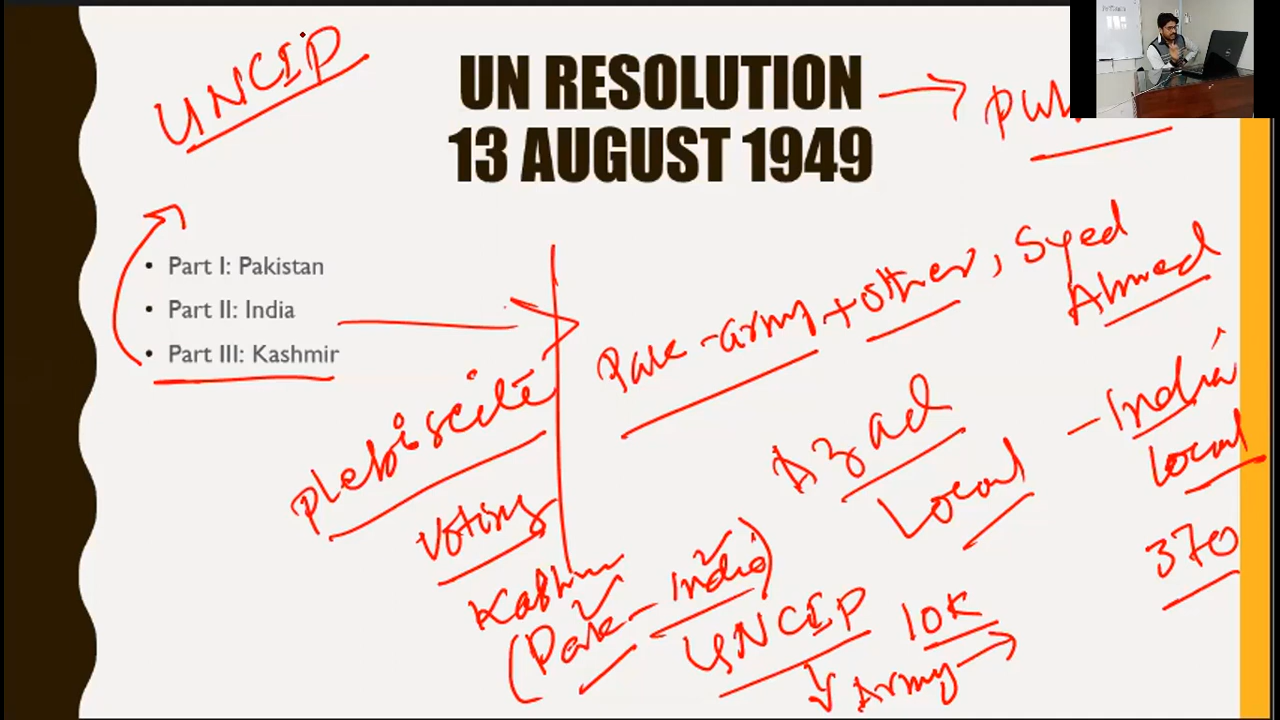 UNCIP
UN RESOLUTION
13 AUGUST 1949
• Part I: Pakistan
• Part II: India
• Part III: Kashmir
Pak-army + other, Syed
Ahmed
plebiscite
Voting
Azad
Local
- India
local
370
Kashmir
(Pak - India)
UNCIP 10K
Army